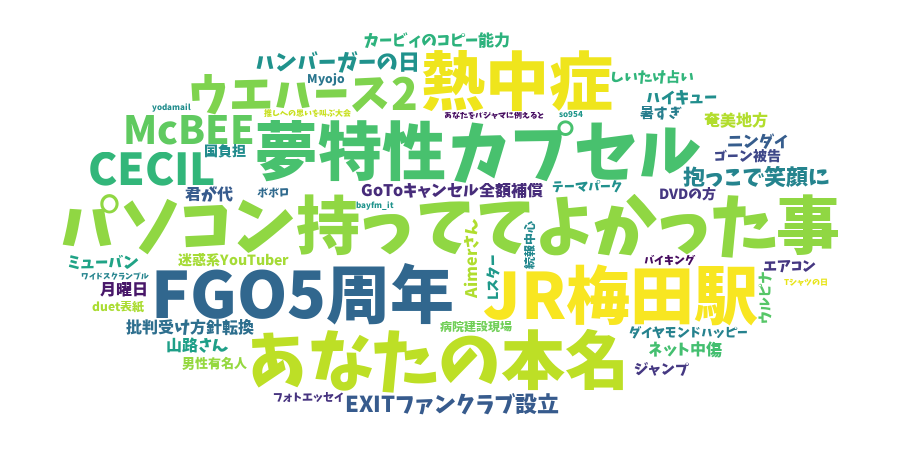 カービィのコピー能力
ハンバーガーの日
熱中症
Myojo
しいたけ占い
ウエハース2
ハイキュー
yodamail
推しへの思いを叫ぶ大会
あなたをパジャマに例えると
so954
暑すぎ
奄美地方
McBEE
夢特性カプセル
国負担
ニンダイ
ゴーン被告
CECIL
抱っこで笑顔に
君が代
ポポロ
GoToキャンセル全額補償
テーマパーク
DVDの方
パソコン持っててよかった事
bayfm_it
続報中心
Aimerさん
ミューバン
迷惑系YouTuber
Lスター
バイキング
エアコン
ワイドスクランブル
月曜日
FGO5周年
JR梅田駅
ウルヒナ
Tシャツの日
duet表紙
批判受け方針転換
病院建設現場
ダイヤモンドハッピー
山路さん
あなたの本名
ネット中傷
男性有名人
ジャンプ
フォトエッセイ
EXITファンクラブ設立